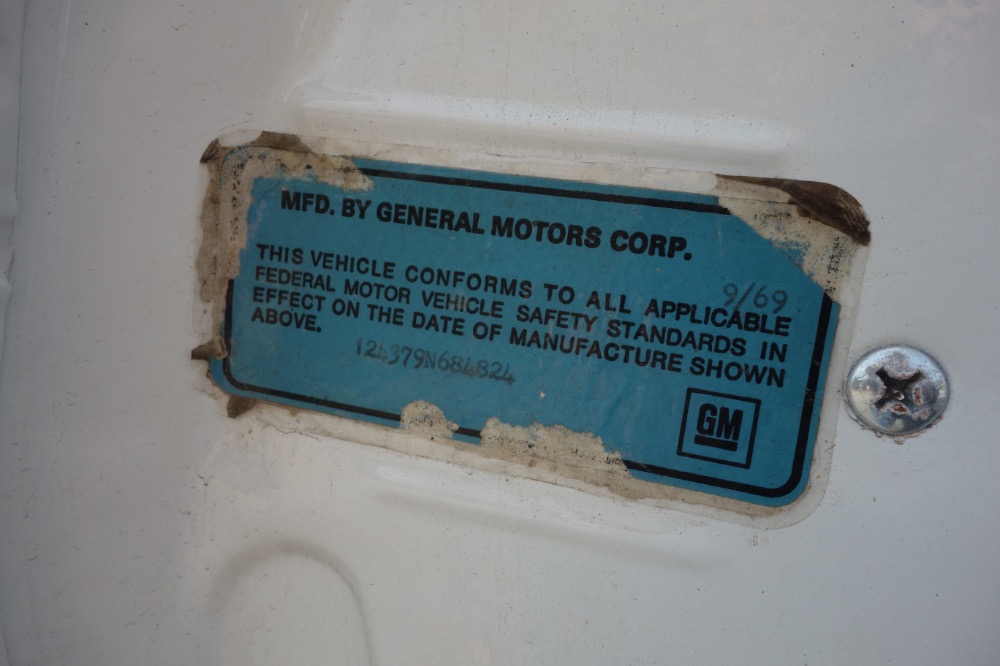 MFD. BY GENERAL MOTORS CORP.
9/69
THIS VEHICLE CONFORMS TO ALL APPLICABLE
FEDERAL MOTOR VEHICLE SAFETY STANDARDS IN
EFFECT ON THE DATE OF MANUFACTURE SHOWN
ABOVE.
124379N684824
GM